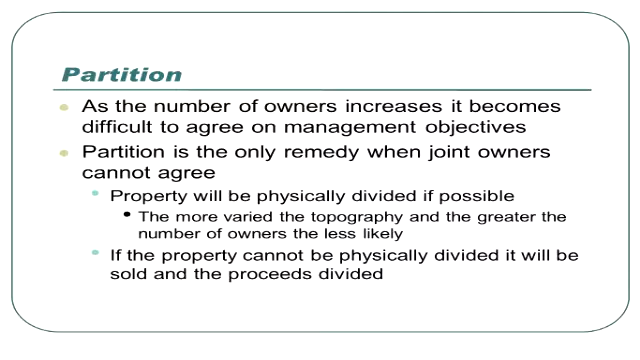 Partition
As the number of owners increases it becomes
difficult to agree on management objectives
Partition is the only remedy when joint owners
cannot agree
Property will be physically divided if possible
The more varied the topography and the greater the
number of owners the less likely
If the property cannot be physically divided it will be
sold and the proceeds divided